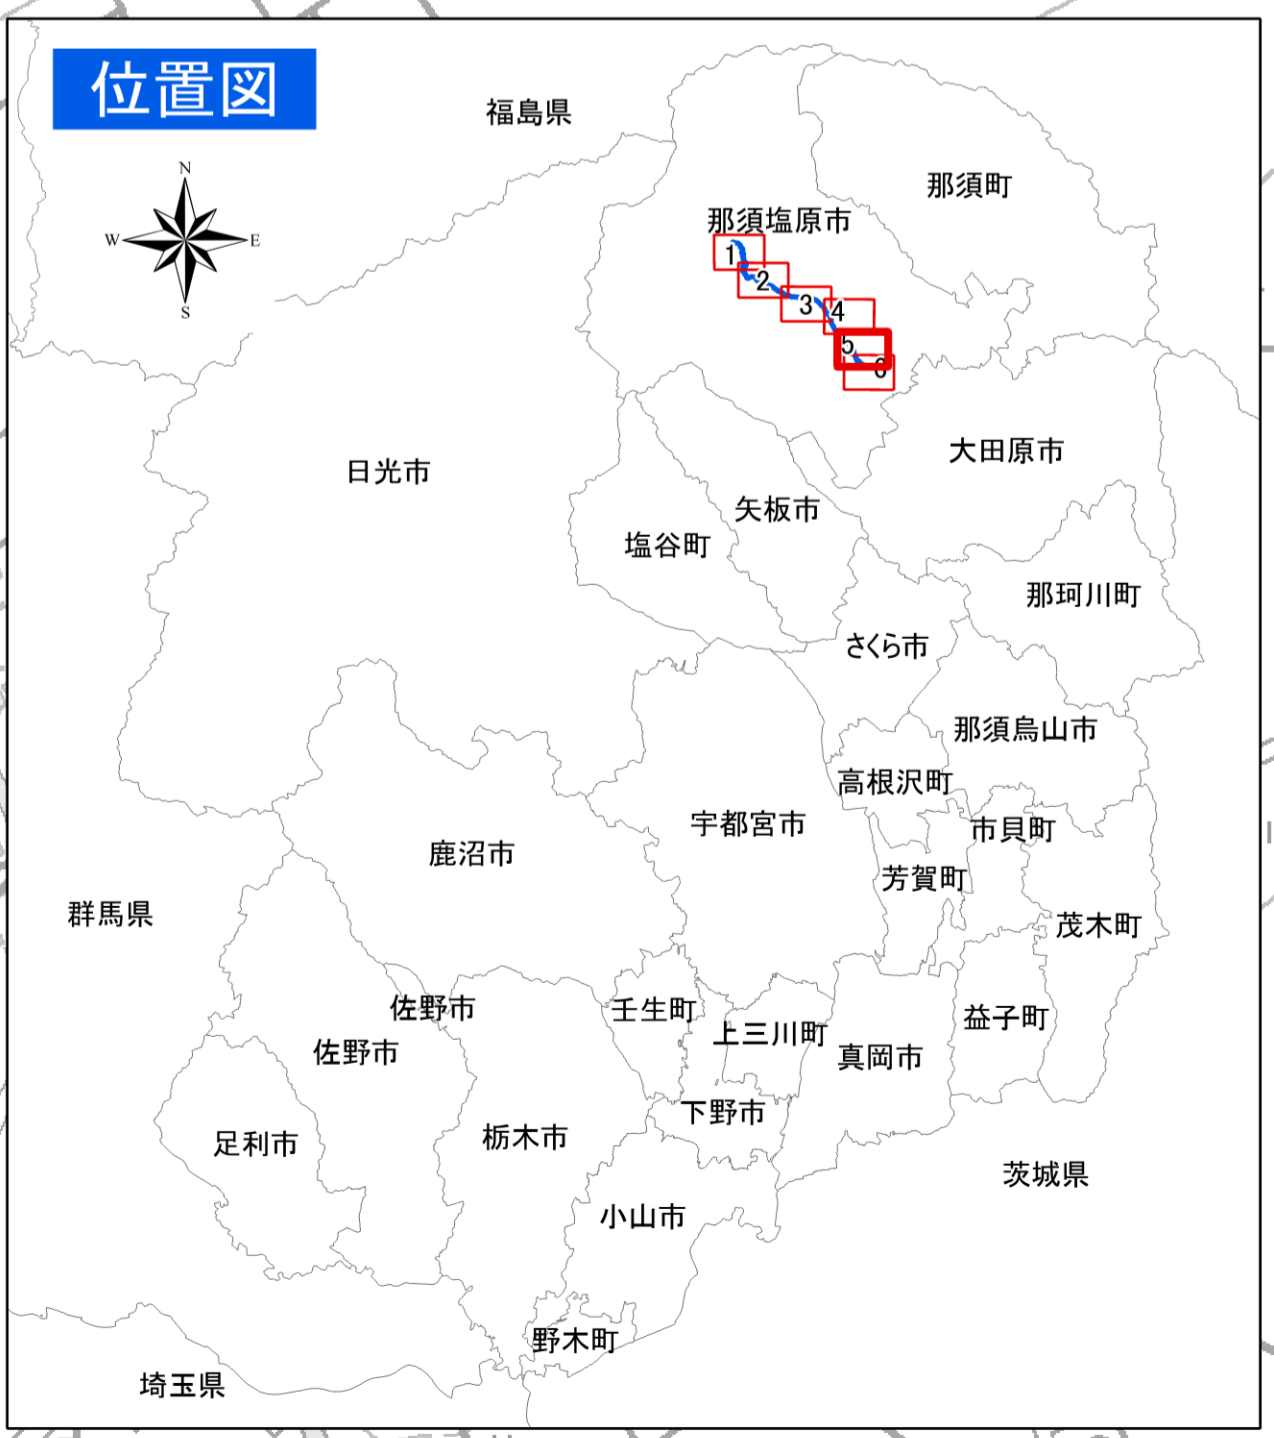 位置図
福島県
N
W
E
S
那須町
那須塩原市
1
2
3
4
5
6
日光市
大田原市
矢板市
塩谷町
那珂川町
さくら市
那須烏山市
高根沢町
宇都宮市
市貝町
鹿沼市
芳賀町
群馬県
茂木町
佐野市
壬生町
益子町
上三川町
佐野市
真岡市
下野市
足利市
栃木市
茨城県
小山市
野木町
埼玉県